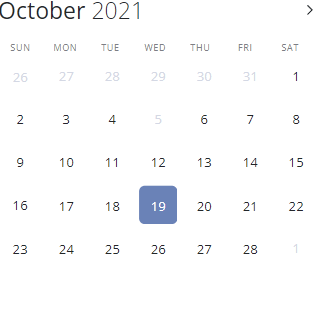 October 2021
SUN MON TUE WED THU FRI SAT
26 27 28 29 30 31 1
2 3 4 5 6 7 8
9 10 11 12 13 14 15
16 17 18 19 20 21 22
23 24 25 26 27 28 1